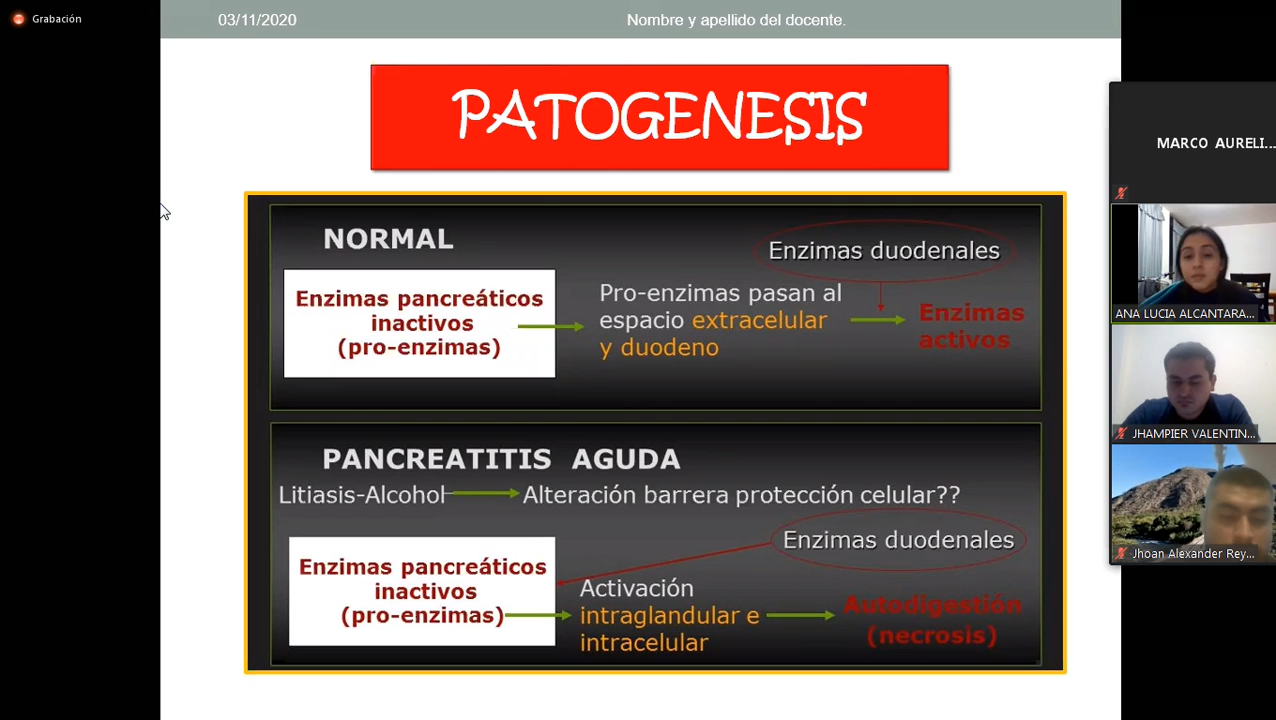 Grabación
03/11/2020
Nombre y apellido del docente.
PATOGENESIS
NORMAL
Enzimas duodenales
Enzimas pancreáticos
inactivos
(pro-enzimas)
Pro-enzimas pasan al
espacio extracelular
y duodeno
Enzimas
activos
PANCREATITIS AGUDA
Litiasis-Alcohol
Alteración barrera protección celular??
Enzimas duodenales
Enzimas pancreáticos
inactivos
(pro-enzimas)
Activación
intraglandular e
intracelular
Autodigestión
(necrosis)
MARCO AURELI...
ANA LUCIA ALCANTARA...
JHAMPIER VALENTIN...
Jhoan Alexander Rey...